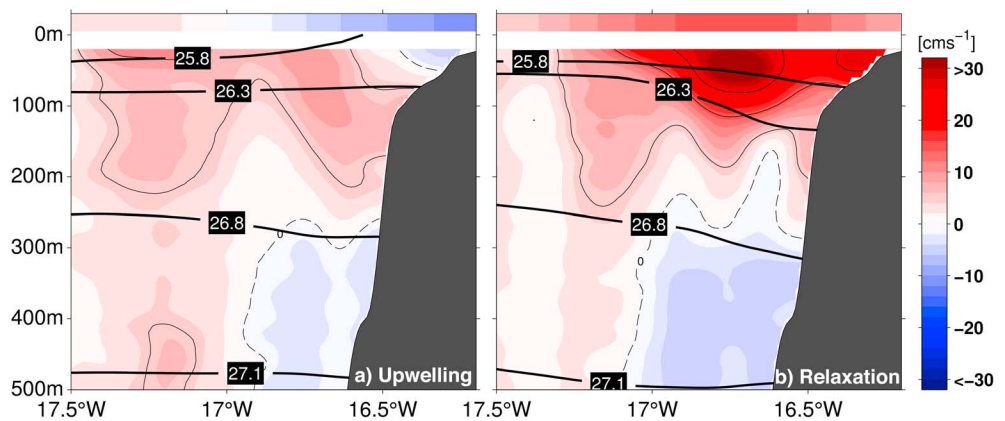 0m
100m
200m
300m
400m
500m
25.8
26.3
26.8
0
27.1
a) Upwelling
17.5°W
17°W
16.5°W
25.8
26.3
26.8
0
27.1
b) Relaxation
17.5°W
17°W
16.5°W
[cms⁻¹]
>30
20
10
0
−10
−20
<−30